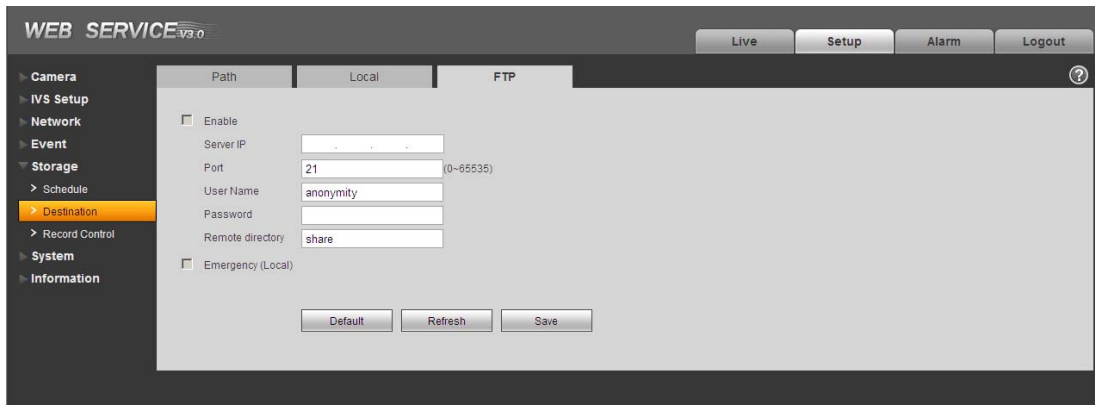 WEB SERVICE V3.0
Live Setup Alarm Logout
Camera
IVS Setup
Network
Event
Storage
> Schedule
> Destination
> Record Control
System
Information
Path Local FTP ?
Enable
Server IP . . .
Port 21 (0~65535)
User Name anonymity
Password
Remote directory share
Emergency (Local)
Default Refresh Save